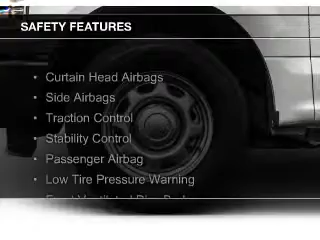 SAFETY FEATURES
• Curtain Head Airbags
• Side Airbags
• Traction Control
• Stability Control
• Passenger Airbag
• Low Tire Pressure Warning